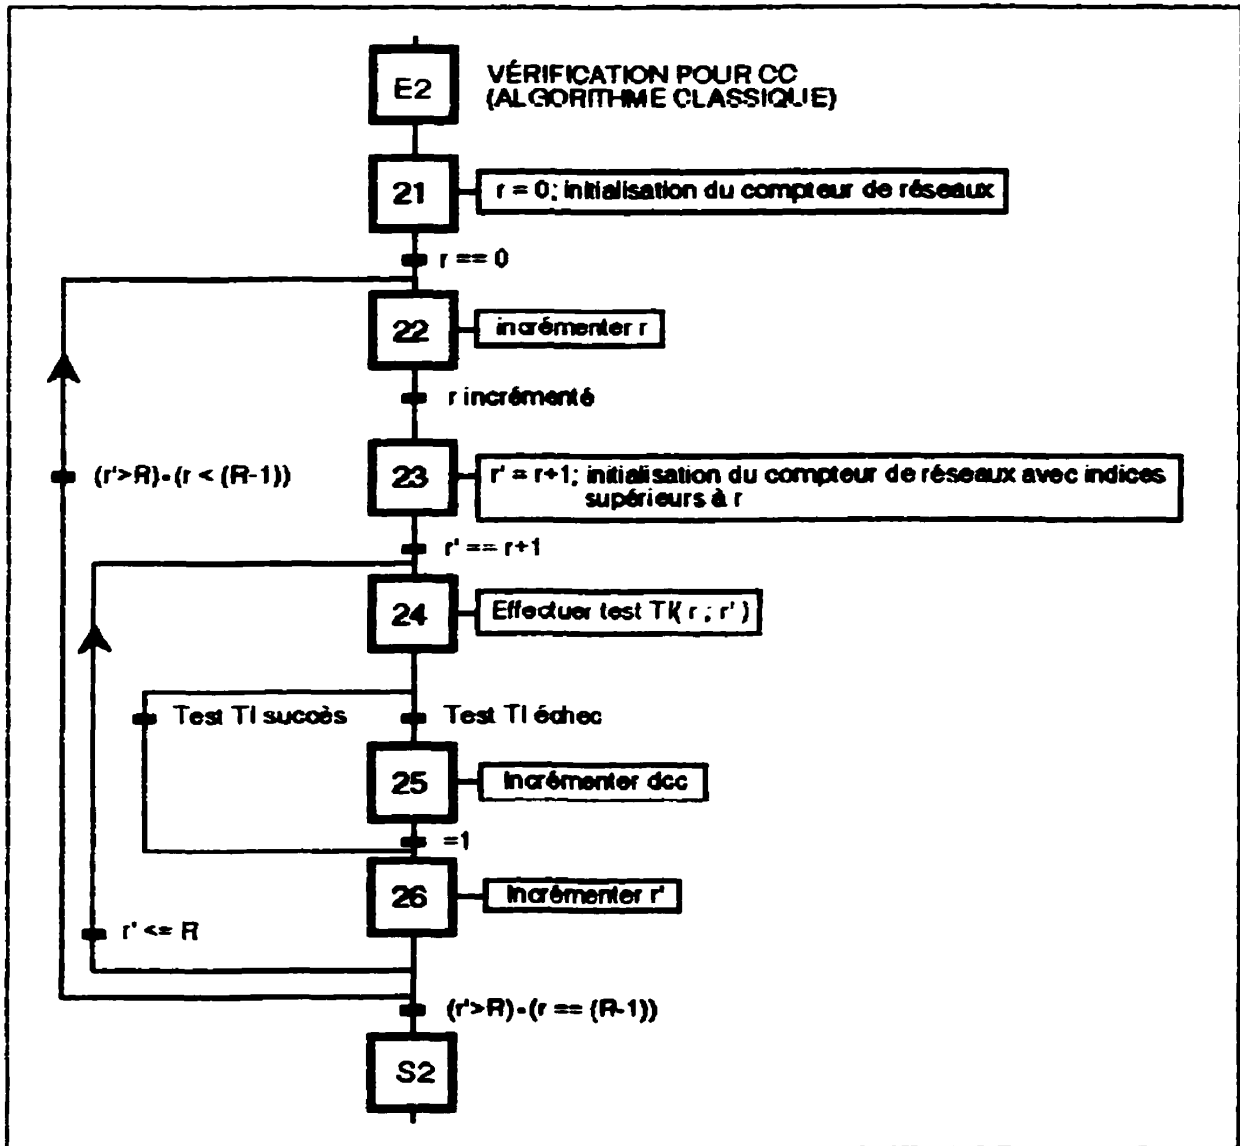 E2
VÉRIFICATION POUR CC
(ALGORITHME CLASSIQUE)
21
r = 0; initialisation du compteur de réseaux
r == 0
22
incrémenter r
r incrémenté
(r'>R)•(r < (R-1))
23
r' = r+1; initialisation du compteur de réseaux avec indices
supérieurs à r
r' == r+1
24
Effectuer test TI( r ; r' )
Test TI succès
Test TI échec
25
Incrémenter dcc
=1
26
Incrémenter r'
r' <= R
(r'>R)•(r == (R-1))
S2